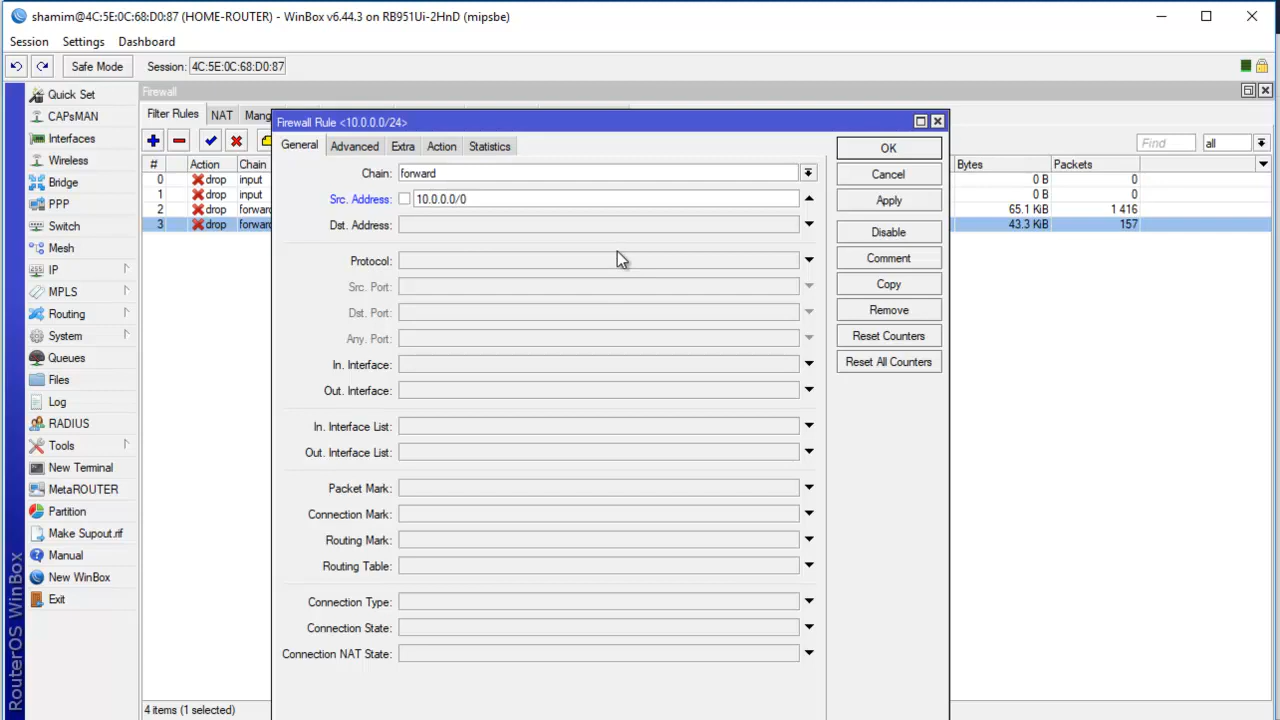 shamim@4C:5E:0C:68:D0:87 (HOME-ROUTER) - WinBox v6.44.3 on RB951Ui-2HnD (mipsbe)
Session Settings Dashboard
Safe Mode Session: 4C:5E:0C:68:D0:87
Quick Set
CAPsMAN
Interfaces
Wireless
Bridge
PPP
Switch
Mesh
IP
MPLS
Routing
System
Queues
Files
Log
RADIUS
Tools
New Terminal
MetaROUTER
Partition
Make Supout.rif
Manual
New WinBox
Exit
RouterOS WinBox
Firewall
Filter Rules NAT Mang
Find all
# Action Chain Bytes Packets
0 drop input 0 B 0
1 drop input 0 B 0
2 drop forward 65.1 KiB 1 416
3 drop forward 43.3 KiB 157
4 items (1 selected)
Firewall Rule <10.0.0.0/24>
General Advanced Extra Action Statistics
Chain: forward
Src. Address: 10.0.0.0/0
Dst. Address:
Protocol:
Src. Port:
Dst. Port:
Any. Port:
In. Interface:
Out. Interface:
In. Interface List:
Out. Interface List:
Packet Mark:
Connection Mark:
Routing Mark:
Routing Table:
Connection Type:
Connection State:
Connection NAT State:
OK
Cancel
Apply
Disable
Comment
Copy
Remove
Reset Counters
Reset All Counters